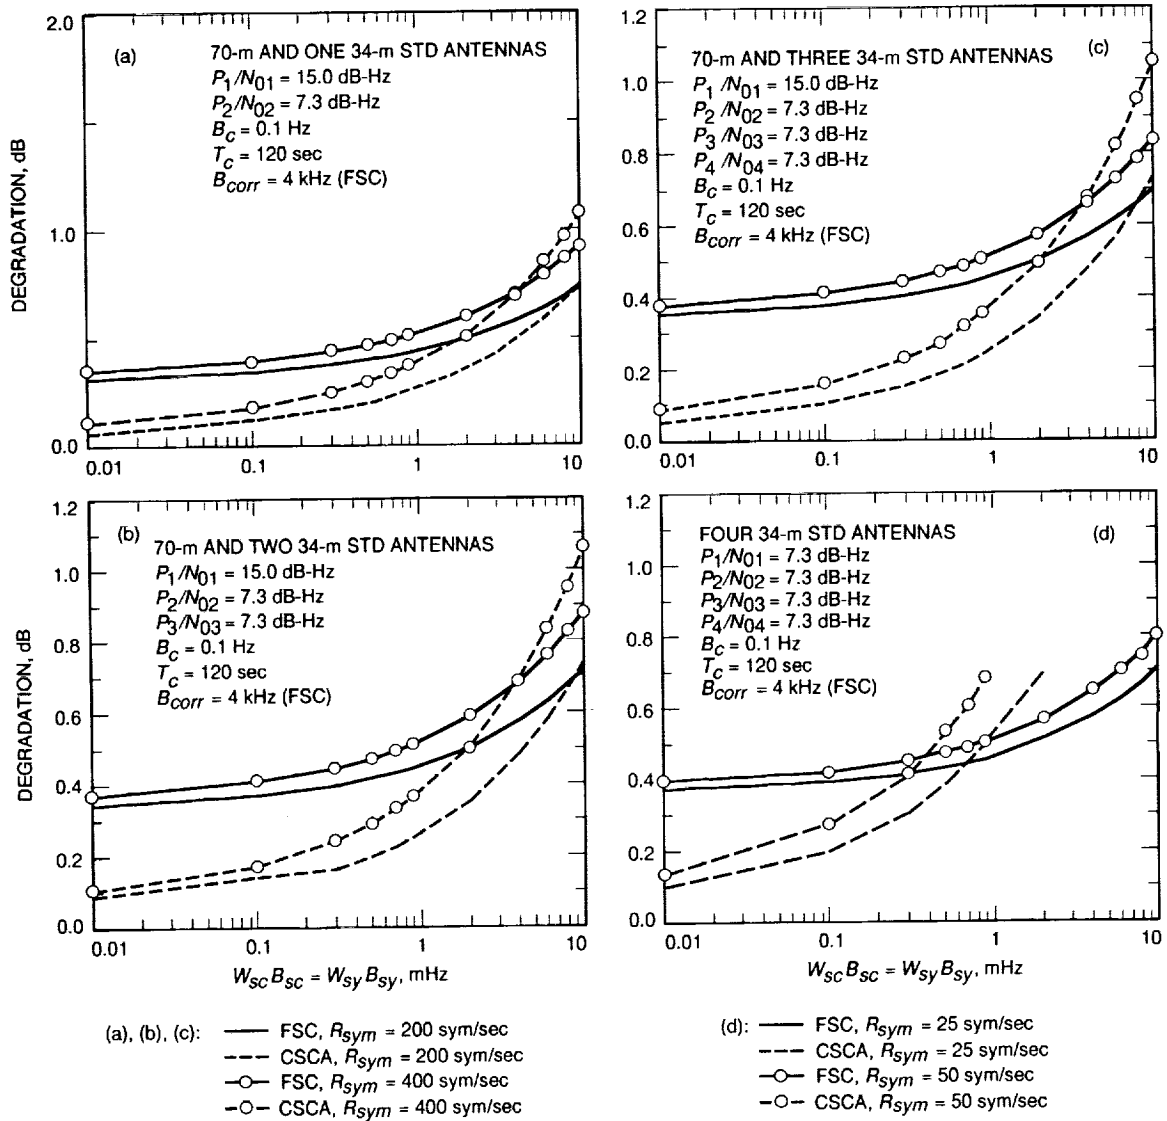 2.0
(a)
70-m AND ONE 34-m STD ANTENNAS
P1/N01 = 15.0 dB-Hz
P2/N02 = 7.3 dB-Hz
Bc = 0.1 Hz
Tc = 120 sec
Bcorr = 4 kHz (FSC)
DEGRADATION, dB
1.0
0.0
0.01
0.1
1
10
1.2
(c)
70-m AND THREE 34-m STD ANTENNAS
P1/N01 = 15.0 dB-Hz
P2/N02 = 7.3 dB-Hz
P3/N03 = 7.3 dB-Hz
P4/N04 = 7.3 dB-Hz
Bc = 0.1 Hz
Tc = 120 sec
Bcorr = 4 kHz (FSC)
1.0
0.8
0.6
0.4
0.2
0.0
0.01
0.1
1
10
1.2
(b)
70-m AND TWO 34-m STD ANTENNAS
P1/N01 = 15.0 dB-Hz
P2/N02 = 7.3 dB-Hz
P3/N03 = 7.3 dB-Hz
Bc = 0.1 Hz
Tc = 120 sec
Bcorr = 4 kHz (FSC)
DEGRADATION, dB
1.0
0.8
0.6
0.4
0.2
0.0
0.01
0.1
1
10
WscBsc = WsyBsy, mHz
1.2
(d)
FOUR 34-m STD ANTENNAS
P1/N01 = 7.3 dB-Hz
P2/N02 = 7.3 dB-Hz
P3/N03 = 7.3 dB-Hz
P4/N04 = 7.3 dB-Hz
Bc = 0.1 Hz
Tc = 120 sec
Bcorr = 4 kHz (FSC)
1.0
0.8
0.6
0.4
0.2
0.0
0.01
0.1
1
10
WscBsc = WsyBsy, mHz
(a), (b), (c):
FSC, Rsym = 200 sym/sec
CSCA, Rsym = 200 sym/sec
FSC, Rsym = 400 sym/sec
CSCA, Rsym = 400 sym/sec
(d):
FSC, Rsym = 25 sym/sec
CSCA, Rsym = 25 sym/sec
FSC, Rsym = 50 sym/sec
CSCA, Rsym = 50 sym/sec